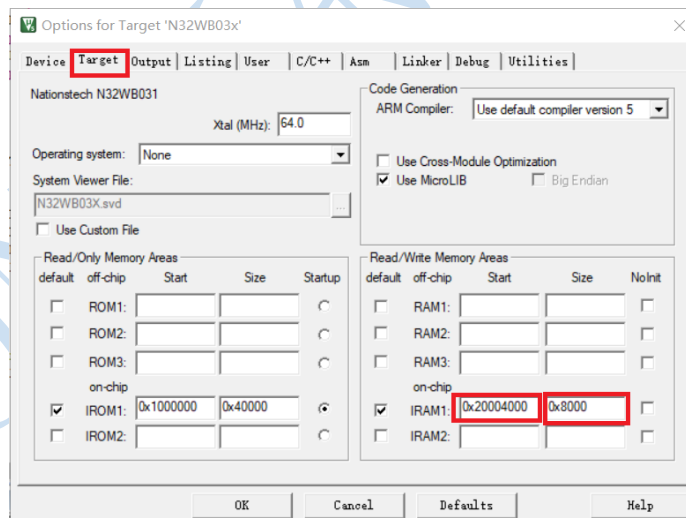 Options for Target 'N32WB03x'
Device Target Output Listing User C/C++ Asm Linker Debug Utilities
Nationstech N32WB031
Xtal (MHz): 64.0
Operating system: None
System Viewer File:
N32WB03X.svd ...
Use Custom File
Code Generation
ARM Compiler: Use default compiler version 5
Use Cross-Module Optimization
Use MicroLIB Big Endian
Read/Only Memory Areas
default off-chip Start Size Startup
ROM1:
ROM2:
ROM3:
on-chip
IROM1: 0x1000000 0x40000
IROM2:
Read/Write Memory Areas
default off-chip Start Size NoInit
RAM1:
RAM2:
RAM3:
on-chip
IRAM1: 0x20004000 0x8000
IRAM2:
OK Cancel Defaults Help